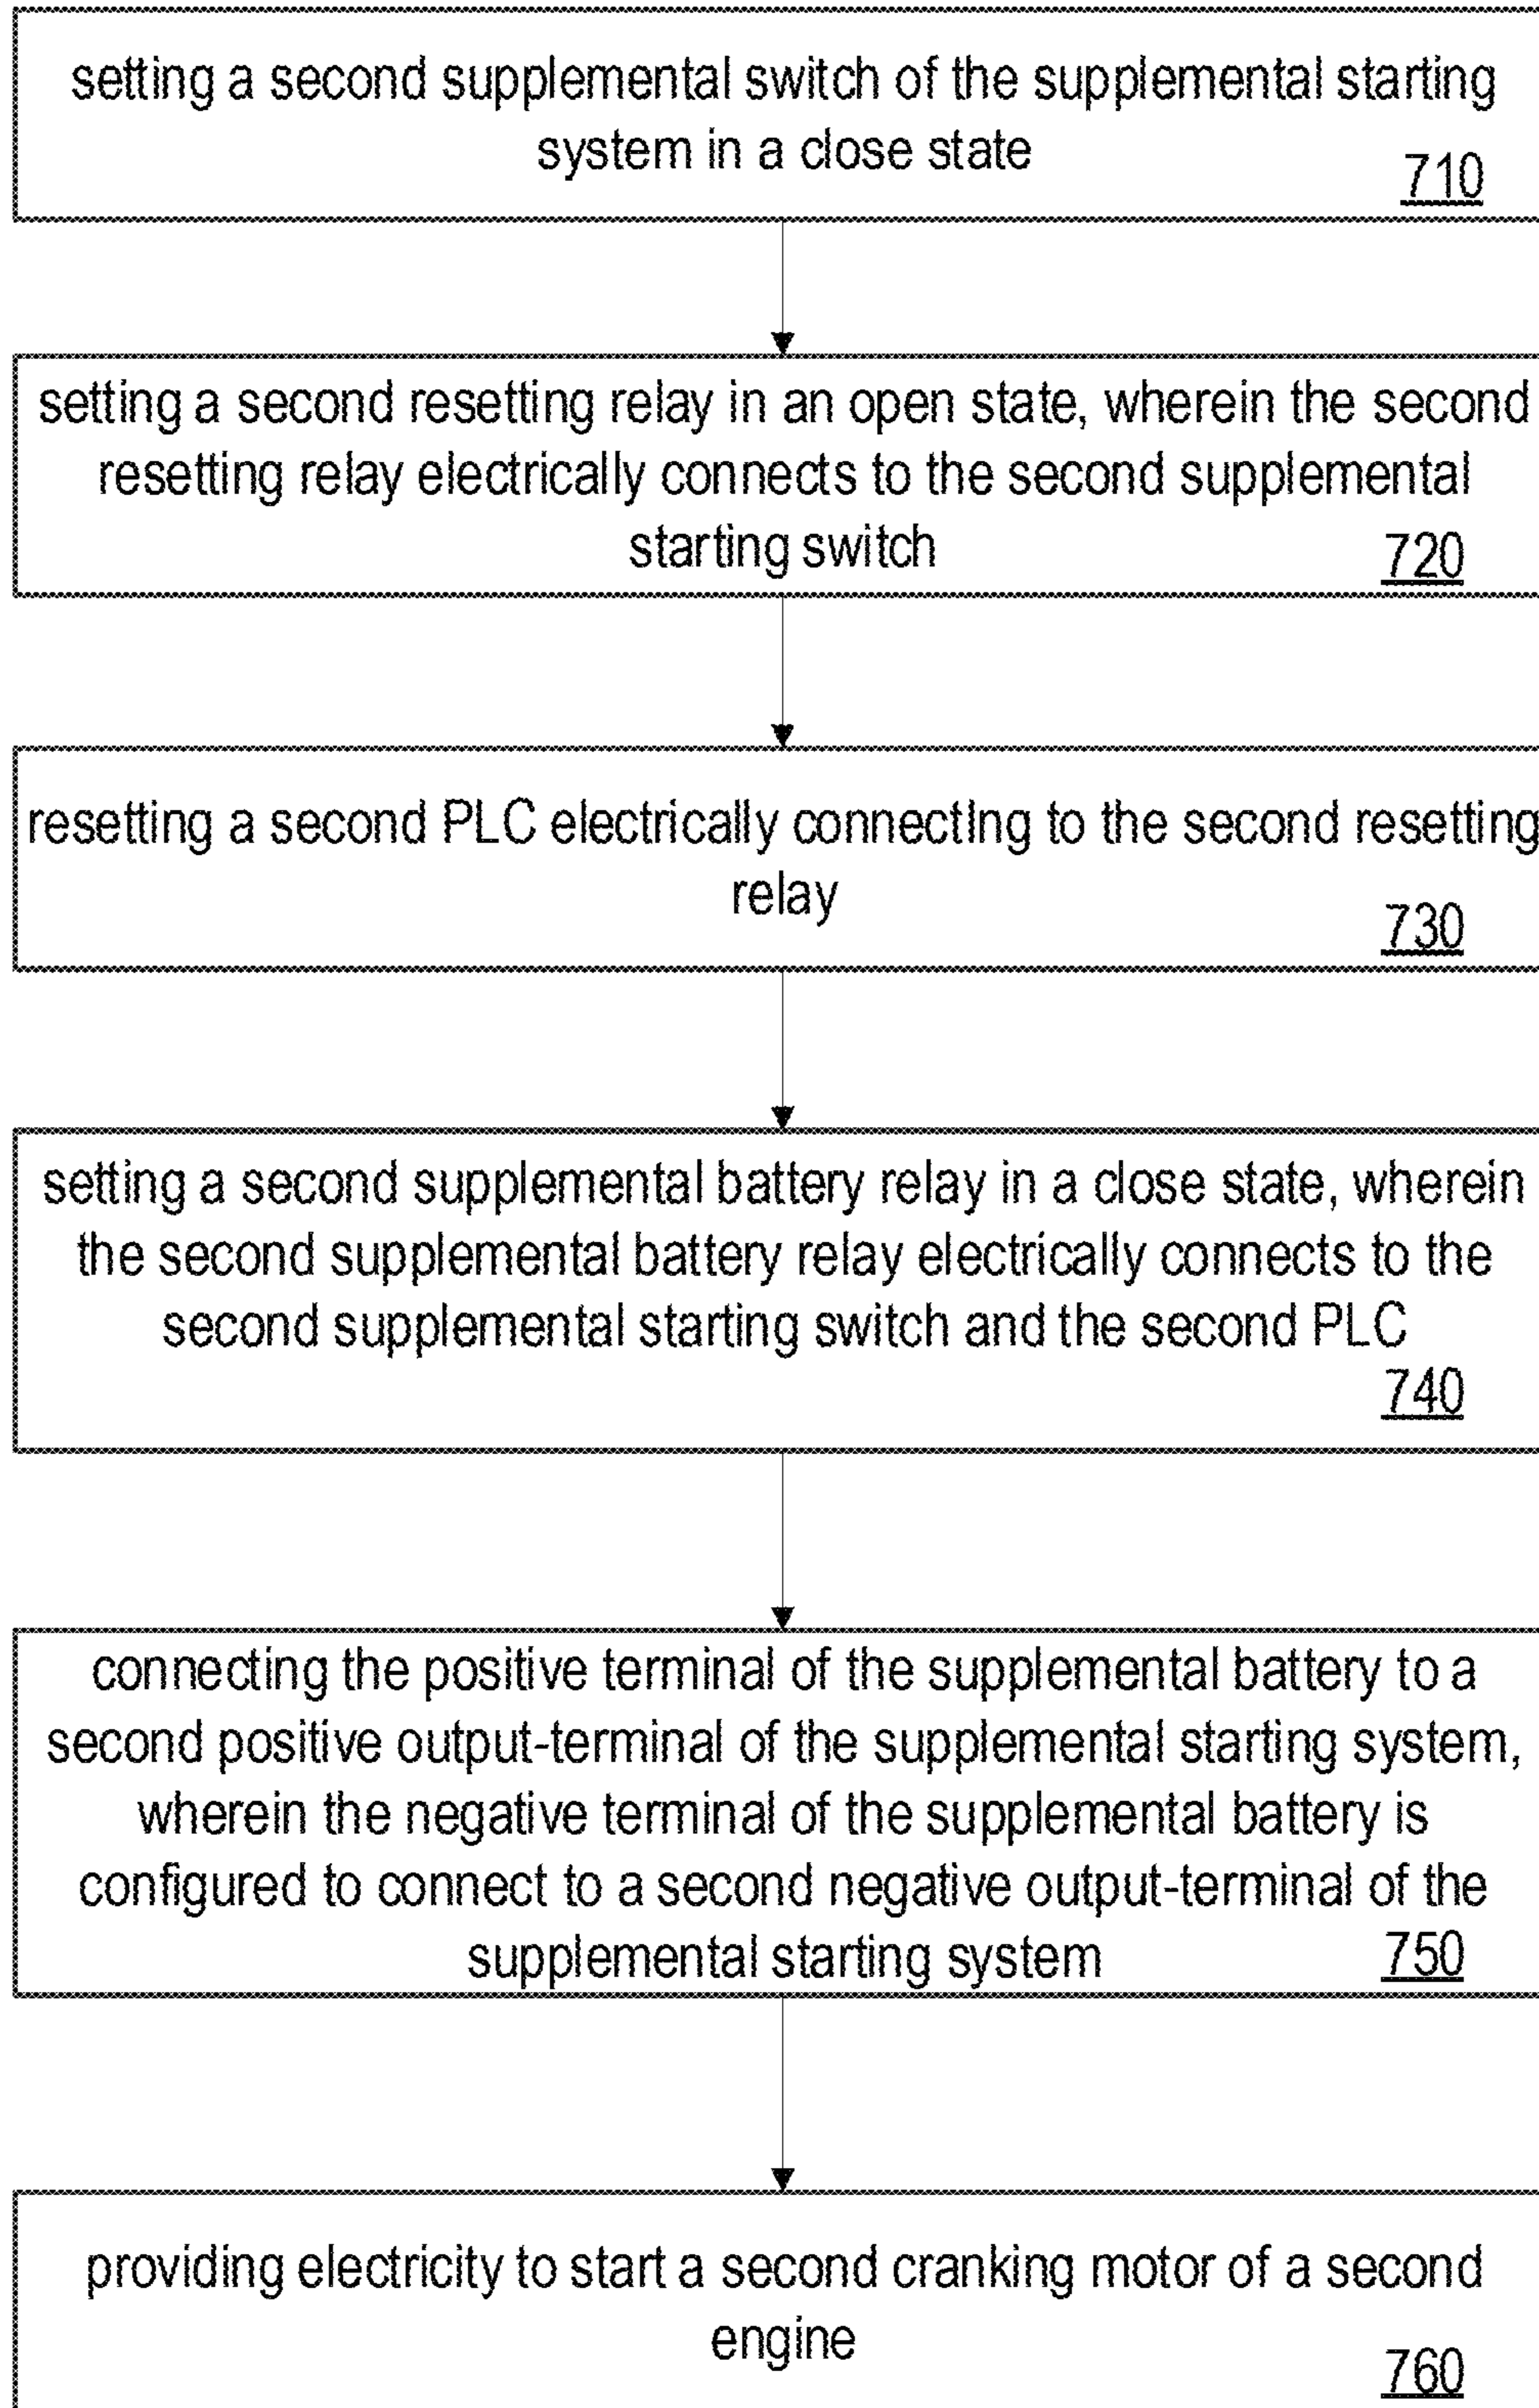 setting a second supplemental switch of the supplemental starting
system in a close state
710
setting a second resetting relay in an open state, wherein the second
resetting relay electrically connects to the second supplemental
starting switch
720
resetting a second PLC electrically connecting to the second resetting
relay
730
setting a second supplemental battery relay in a close state, wherein
the second supplemental battery relay electrically connects to the
second supplemental starting switch and the second PLC
740
connecting the positive terminal of the supplemental battery to a
second positive output-terminal of the supplemental starting system,
wherein the negative terminal of the supplemental battery is
configured to connect to a second negative output-terminal of the
supplemental starting system
750
providing electricity to start a second cranking motor of a second
engine
760